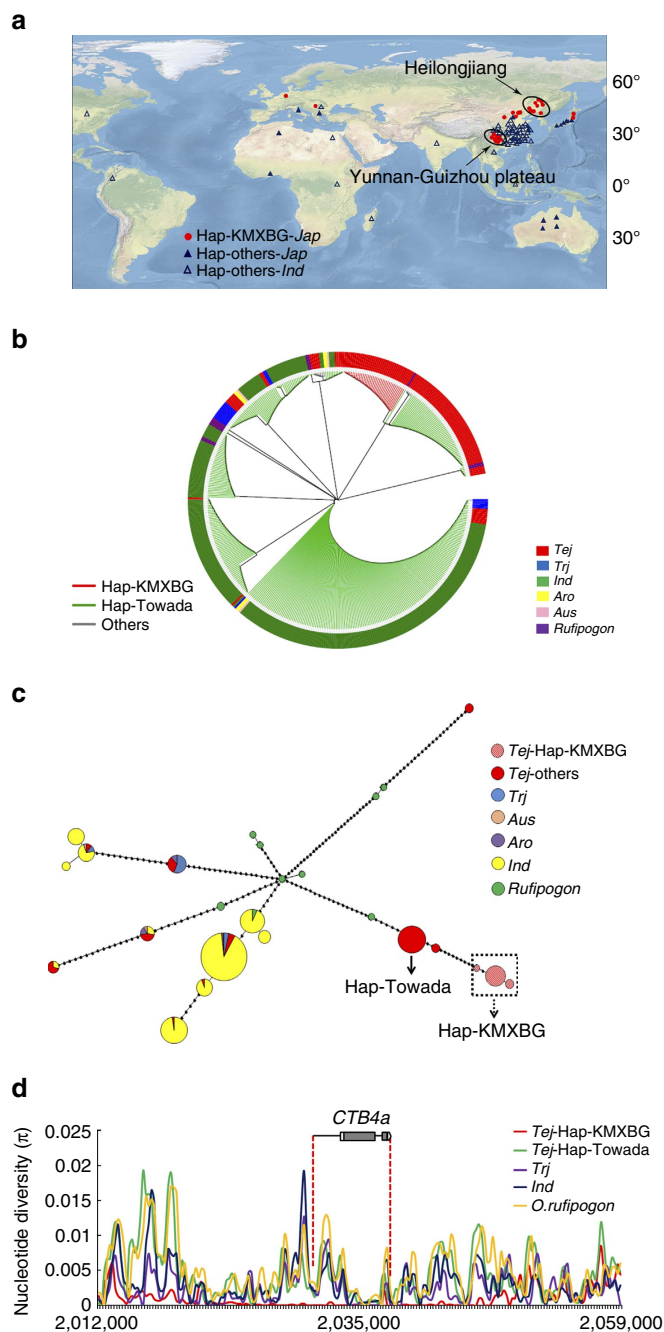 a
Heilongjiang
60°
30°
Yunnan-Guizhou plateau
0°
Hap-KMXBG-Jap
Hap-others-Jap
30°
Hap-others-Ind
b
Hap-KMXBG
Hap-Towada
Others
Tej
Trj
Ind
Aro
Aus
Rufipogon
c
Tej-Hap-KMXBG
Tej-others
Trj
Aus
Aro
Ind
Rufipogon
Hap-Towada
Hap-KMXBG
d
CTB4a
Nucleotide diversity (π)
0.025
0.02
0.015
0.01
0.005
0
Tej-Hap-KMXBG
Tej-Hap-Towada
Trj
Ind
O.rufipogon
2,012,000
2,035,000
2,059,000